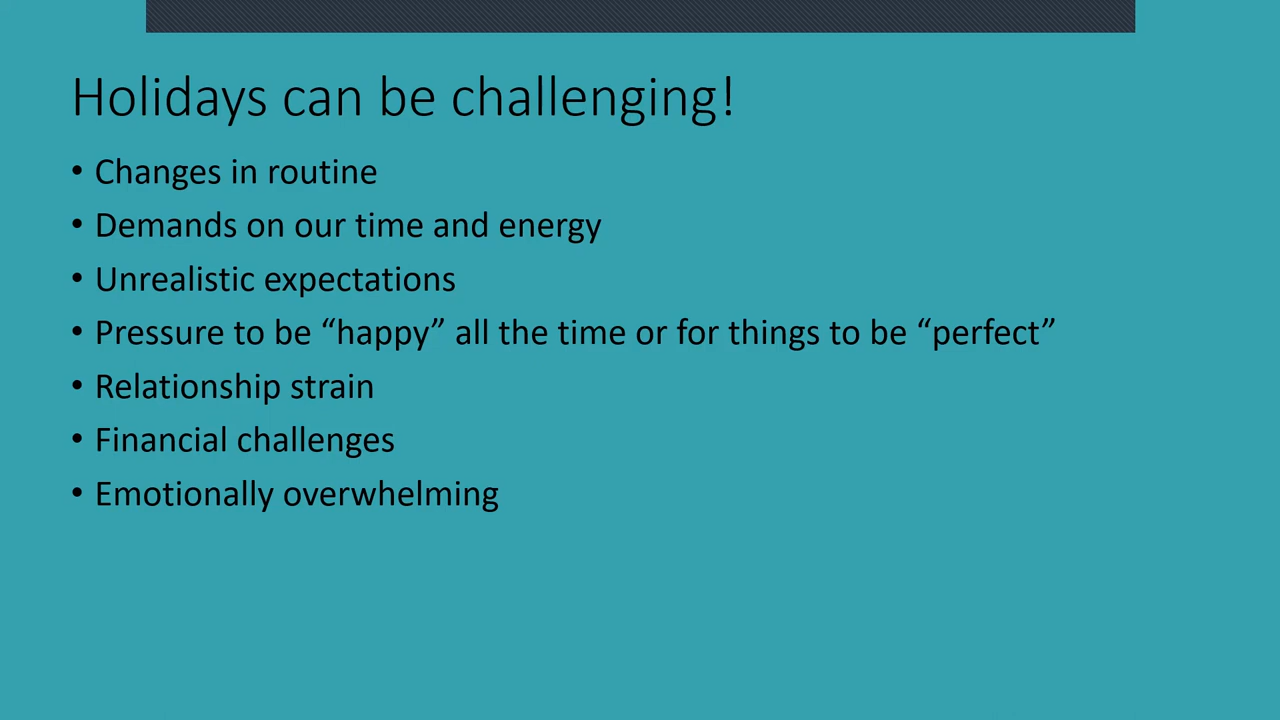 Holidays can be challenging!
• Changes in routine
• Demands on our time and energy
• Unrealistic expectations
• Pressure to be “happy” all the time or for things to be “perfect”
• Relationship strain
• Financial challenges
• Emotionally overwhelming